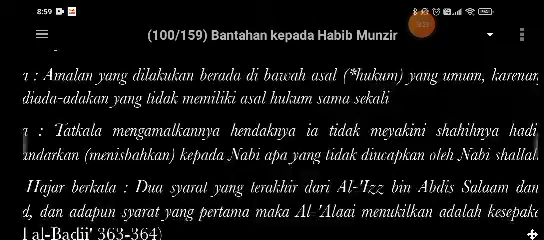 8:59
(100/159) Bantahan kepada Habib Munzir
ı : Amalan yang dilakukan berada di bawah asal (*hukum) yang umum, karenan
diada-adakan yang tidak memiliki asal hukum sama sekali
ı : Tatkala mengamalkannya hendaknya ia tidak meyakini shahihnya hadi
andarkan (menisbahkan) kepada Nabi apa yang tidak diucapkan oleh Nabi shallal
Hajar berkata : Dua syarat yang terakhir dari Al-'Izz bin Abdis Salaam dan
d, dan adapun syarat yang pertama maka Al-'Alaai menukilkan adalah kesepaka
l al-Badii' 363-364)